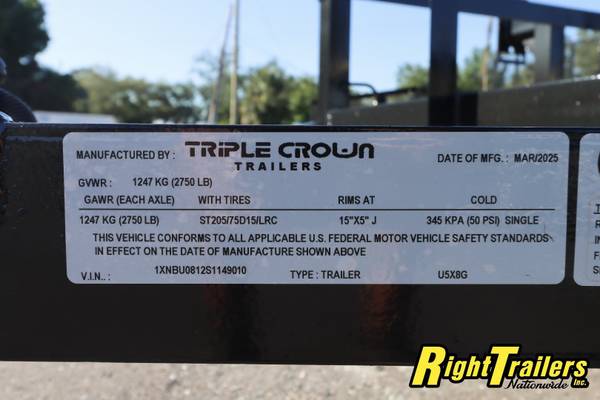 MANUFACTURED BY : TRIPLE CROWN TRAILERS DATE OF MFG. : MAR/2025
GVWR : 1247 KG (2750 LB)
GAWR (EACH AXLE) WITH TIRES RIMS AT COLD
1247 KG (2750 LB) ST205/75D15/LRC 15"X5" J 345 KPA (50 PSI) SINGLE
THIS VEHICLE CONFORMS TO ALL APPLICABLE U.S. FEDERAL MOTOR VEHICLE SAFETY STANDARDS
IN EFFECT ON THE DATE OF MANUFACTURE SHOWN ABOVE
V.I.N.. : 1XNBU0812S1149010 TYPE : TRAILER U5X8G
RightTrailers Inc.
Nationwide